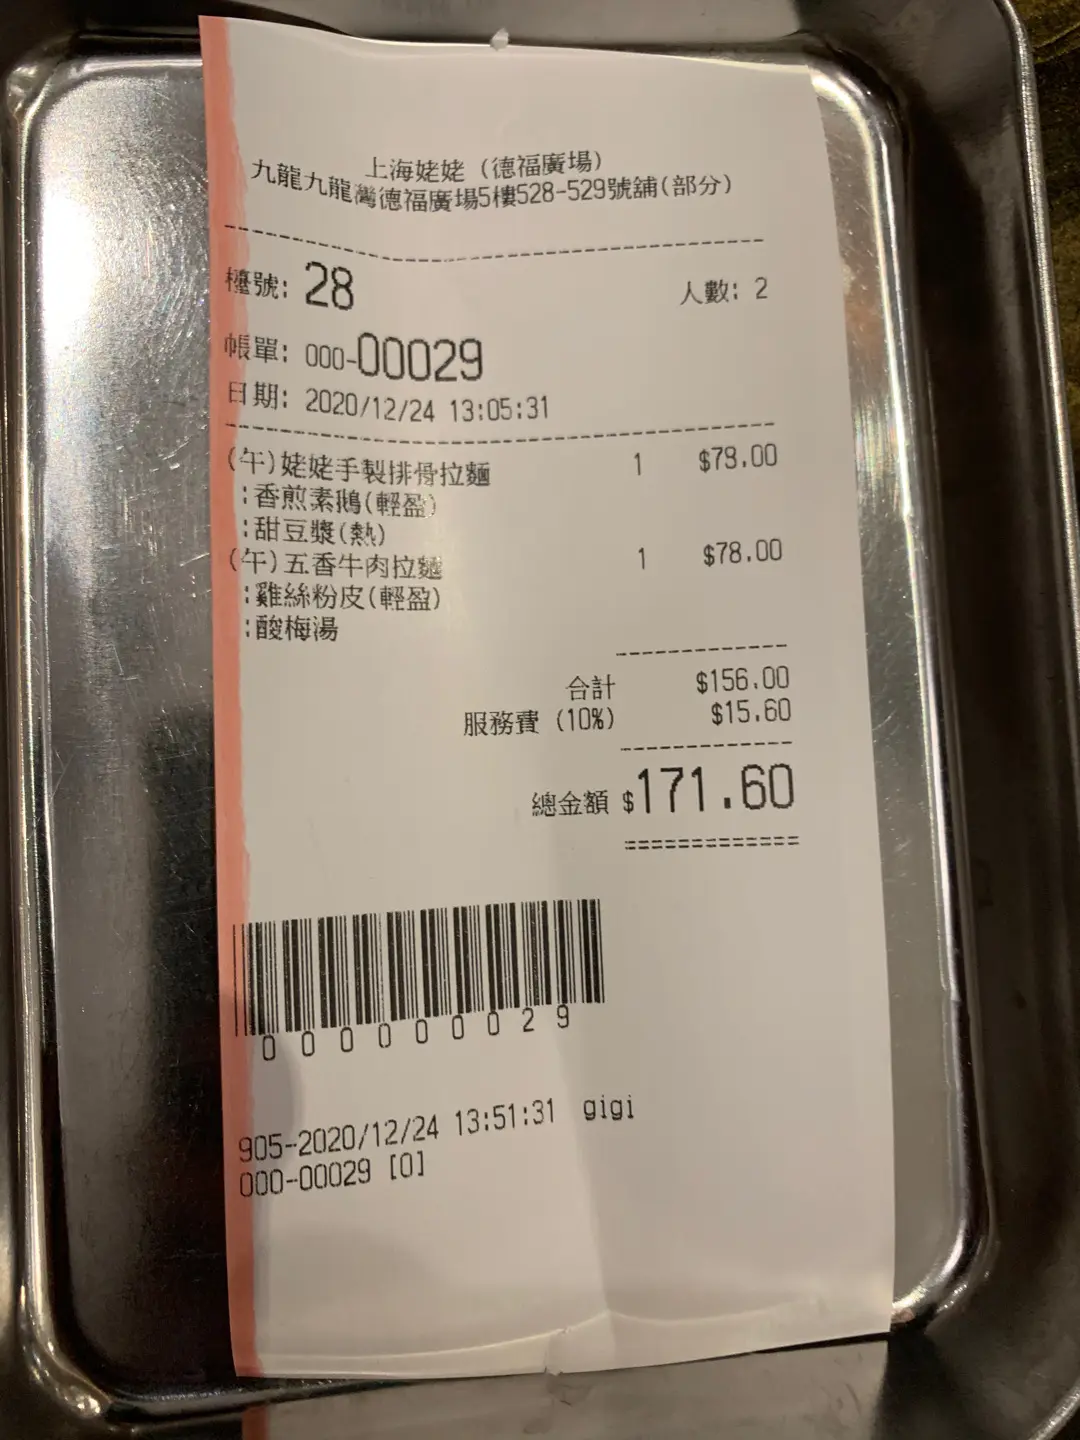 上海姥姥 (德福廣場)
九龍九龍灣德福廣場5樓528-529號舖(部分)
檯號: 28 人數: 2
帳單: 000-00029
日期: 2020/12/24 13:05:31
(午)姥姥手製排骨拉麵 1 $78.00
:香煎素鵝(輕盈)
:甜豆漿(熱)
(午)五香牛肉拉麵 1 $78.00
:雞絲粉皮(輕盈)
:酸梅湯
合計 $156.00
服務費 (10%) $15.60
總金額 $171.60
============
000000029
905-2020/12/24 13:51:31 gigi
000-00029 [0]